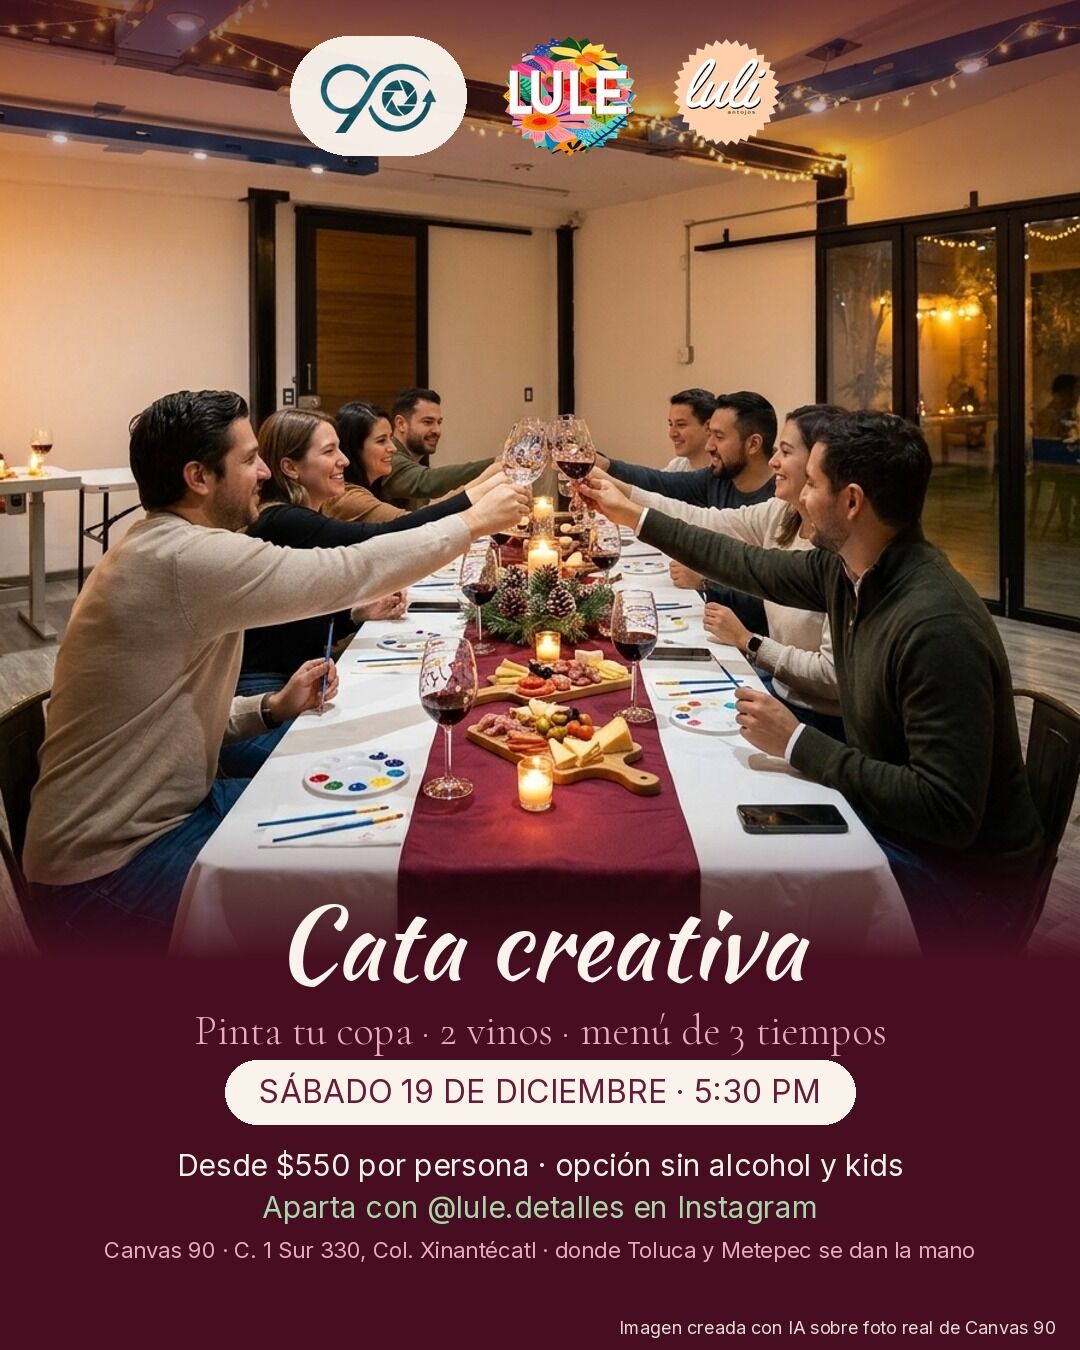 90
LULE
luli
antojos
Cata creativa
Pinta tu copa · 2 vinos · menú de 3 tiempos
SÁBADO 19 DE DICIEMBRE · 5:30 PM
Desde $550 por persona · opción sin alcohol y kids
Aparta con @lule.detalles en Instagram
Canvas 90 · C. 1 Sur 330, Col. Xinantécatl · donde Toluca y Metepec se dan la mano
Imagen creada con IA sobre foto real de Canvas 90